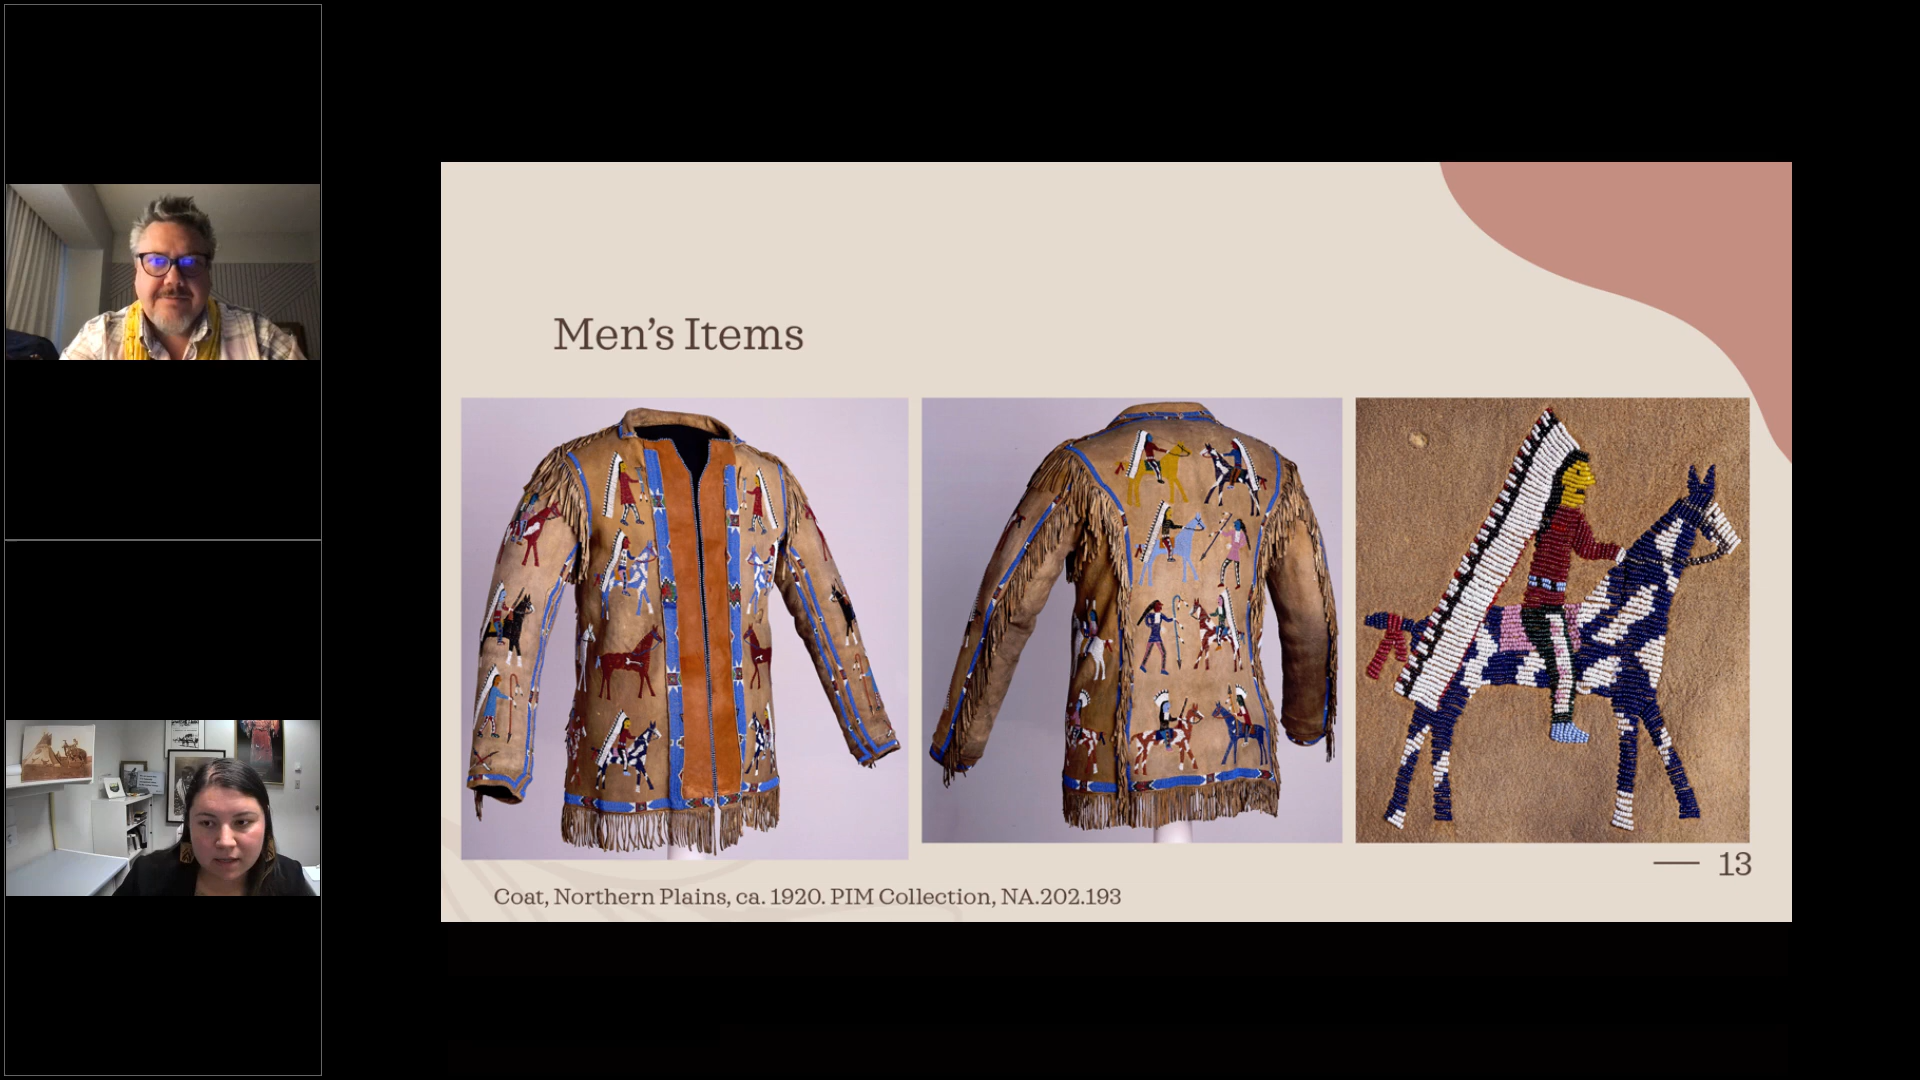 Men’s Items
13
Coat, Northern Plains, ca. 1920. PIM Collection, NA.202.193